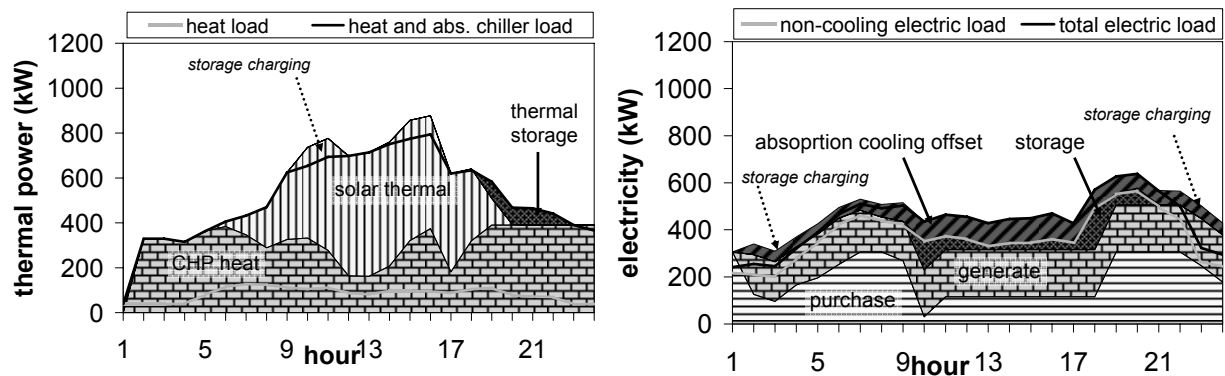 heat load
heat and abs. chiller load
thermal power (kW)
1200
1000
800
600
400
200
0
storage charging
thermal
storage
solar thermal
CHP heat
1
5
9
13
17
21
hour
non-cooling electric load
total electric load
electricity (kW)
1200
1000
800
600
400
200
0
storage charging
absoprtion cooling offset
storage
storage charging
generate
purchase
1
5
9
13
17
21
hour